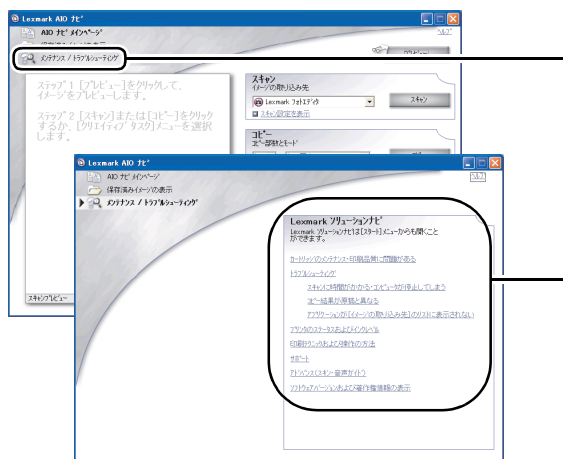 Lexmark AIO ナビ
AIO ナビ メインページ
保存済みイメージの表示
ヘルプ
メンテナンス / トラブルシューティング
プレビュー
ステップ 1 [プレビュー]をクリックして、
イメージをプレビューします。
ステップ 2 [スキャン]または[コピー]をクリック
するか、[クリエイティブ タスク]メニューを選択
します。
スキャン
イメージの取り込み先
Lexmark フォトエディタ
スキャン
スキャン設定を表示
コピー
コピー部数とモード
スキャンプレビュー
Lexmark AIO ナビ
AIO ナビ メインページ
ヘルプ
保存済みイメージの表示
メンテナンス / トラブルシューティング
Lexmark ソリューションナビ
Lexmark ソリューションナビは[スタート]メニューからも開くこと
ができます。
カートリッジのメンテナンス・印刷品質に問題がある
トラブルシューティング
スキャンに時間がかかる・コンピュータが停止してしまう
コピー結果が原稿と異なる
アプリケーションが[イメージの取り込み先]のリストに表示されない
プリンタのステータスおよびインクレベル
印刷テクニックおよび操作の方法
サポート
アドバンス(スキャン・音声ガイド)
ソフトウェアバージョンおよび著作権情報の表示